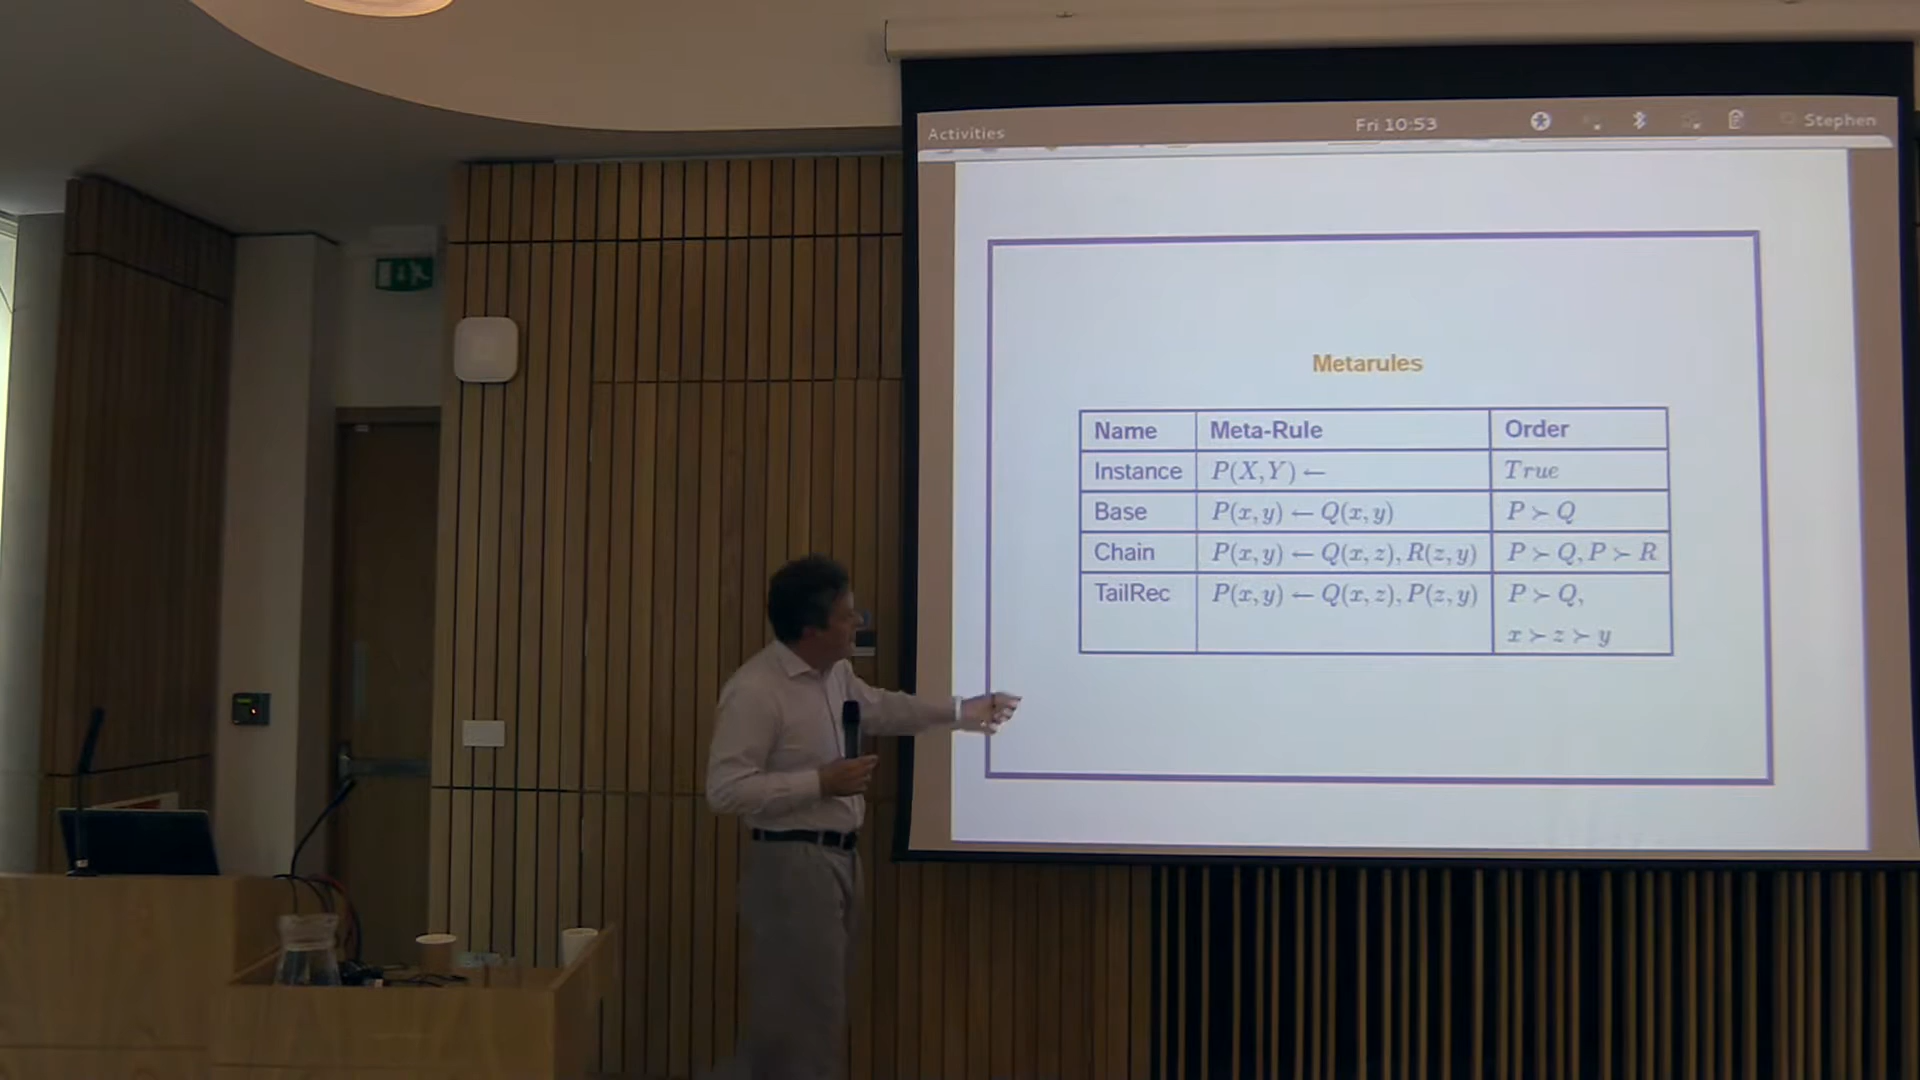 Activities Fri 10:53 Stephen
Metarules
Name Meta-Rule Order
Instance P(X,Y) ← True
Base P(x,y) ← Q(x,y) P ≻ Q
Chain P(x,y) ← Q(x,z), R(z,y) P ≻ Q, P ≻ R
TailRec P(x,y) ← Q(x,z), P(z,y) P ≻ Q,
x ≻ z ≻ y